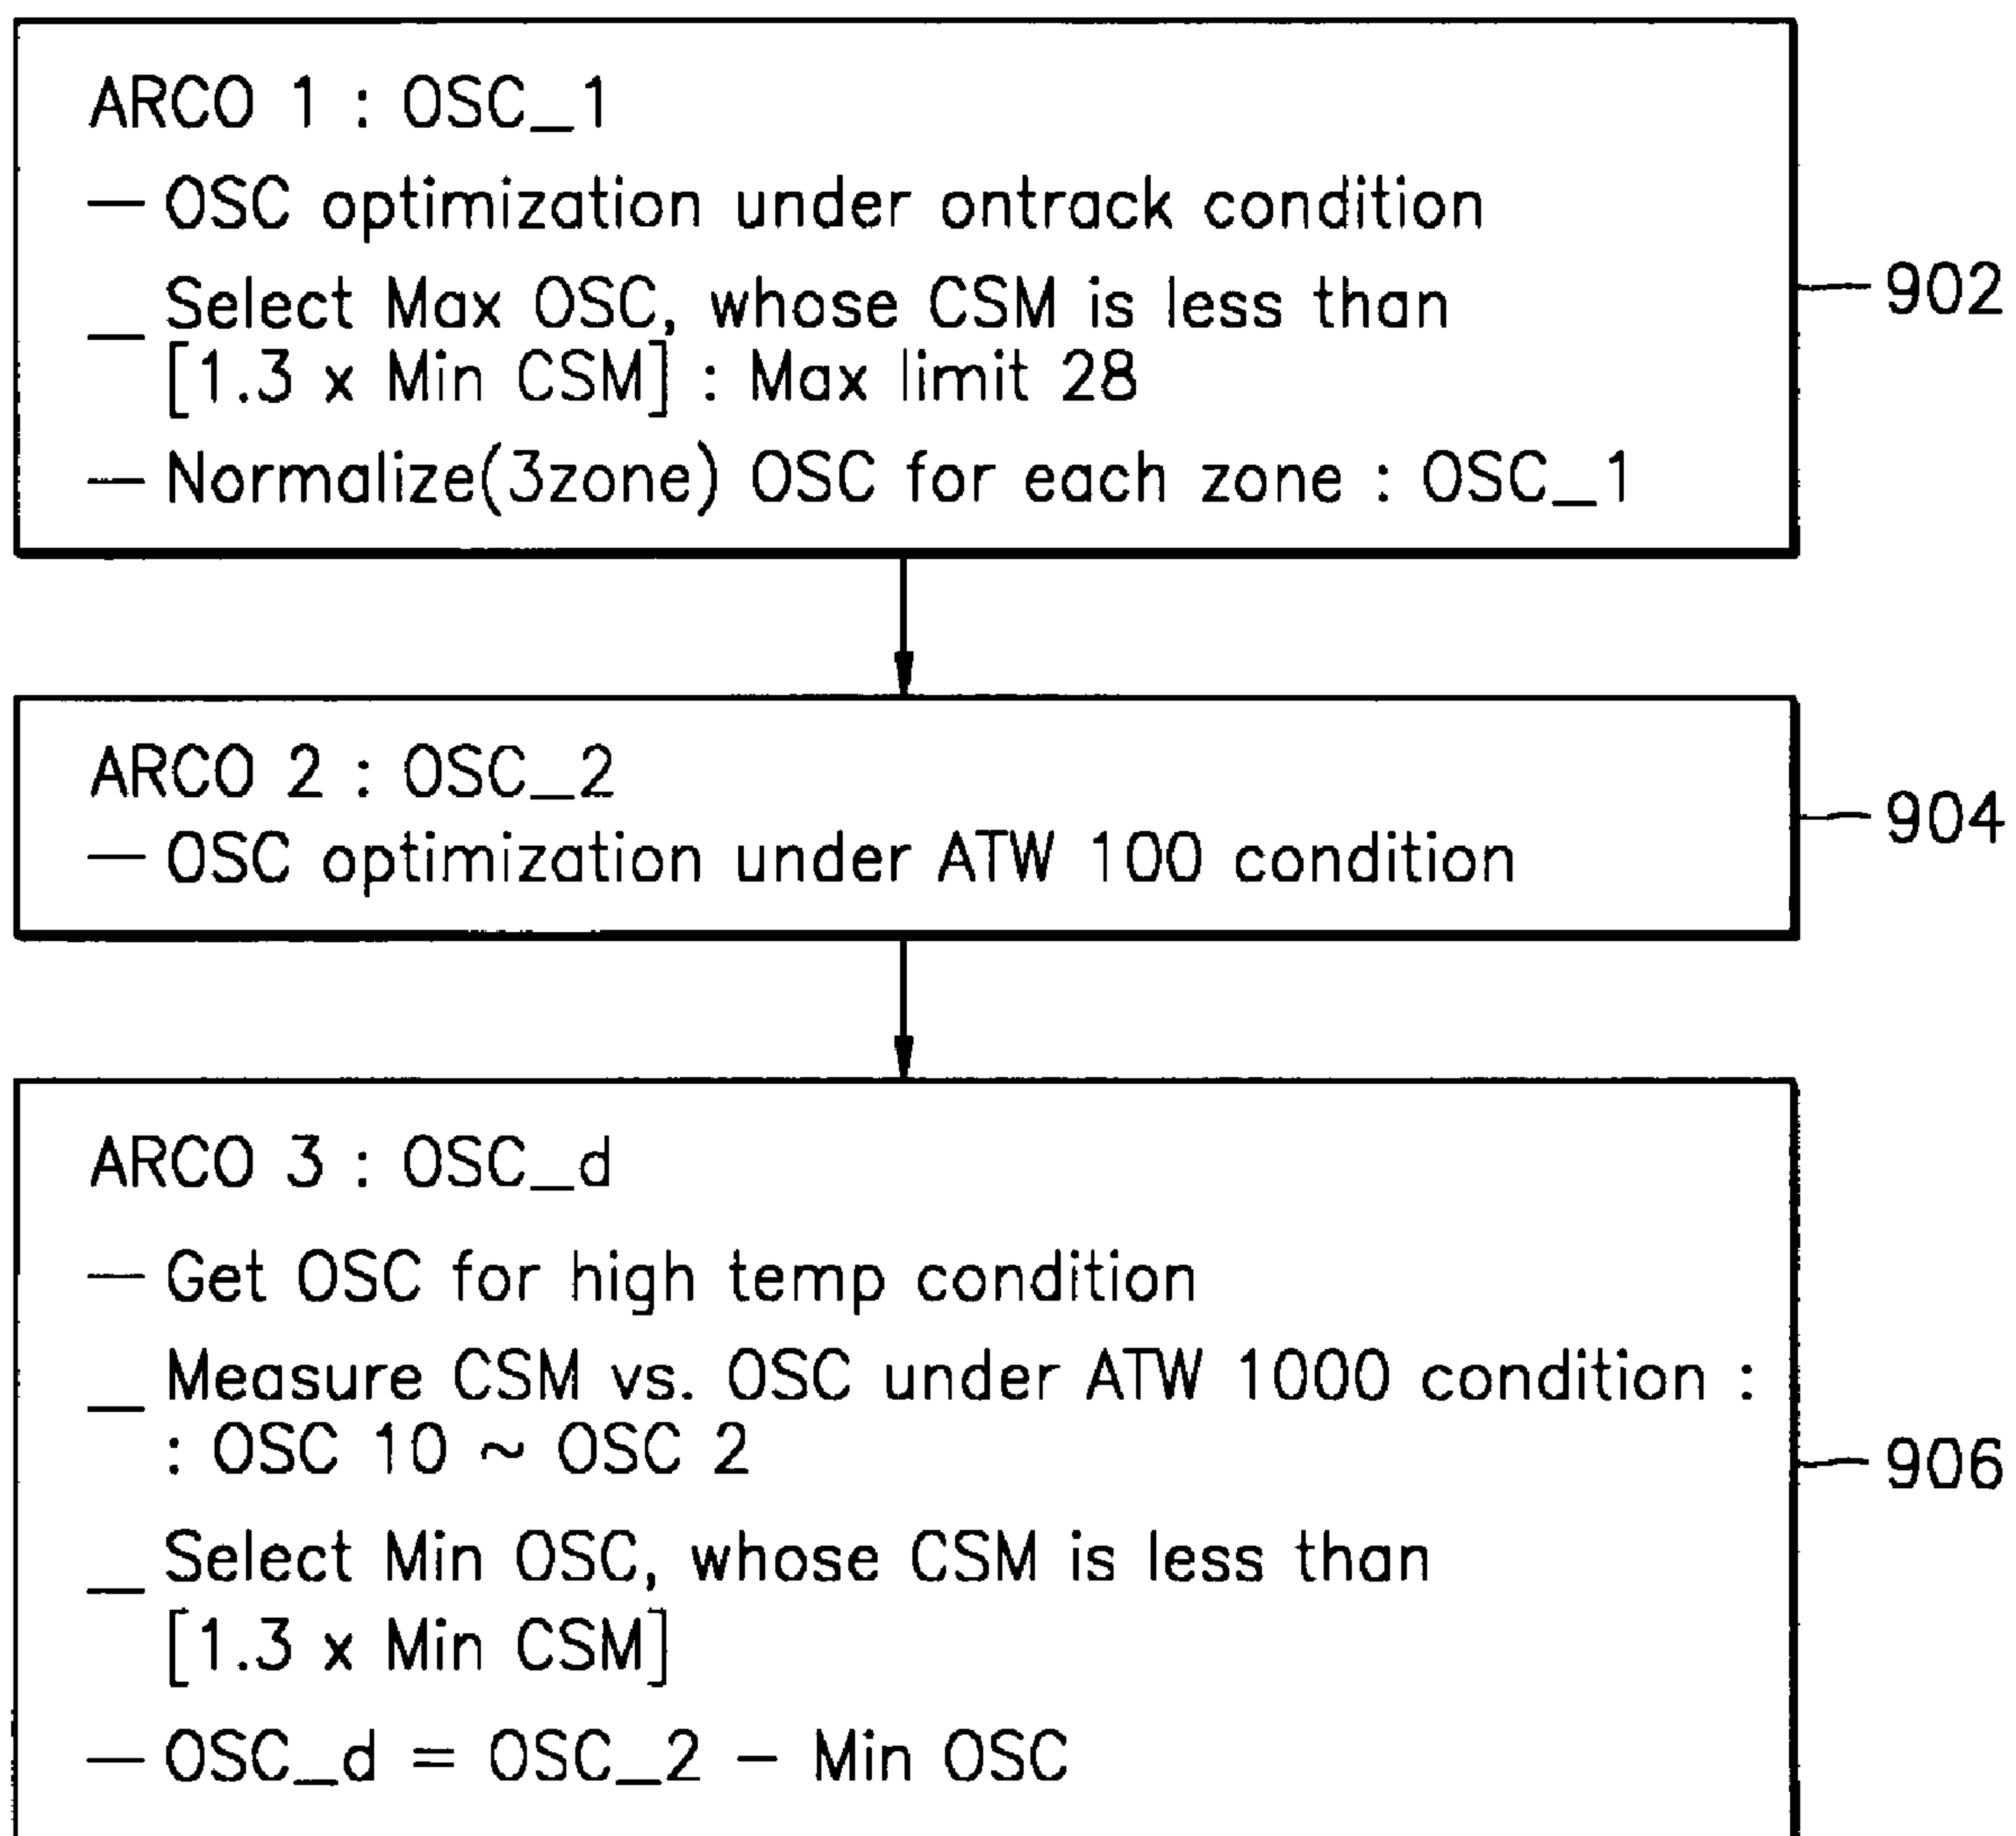 ARCO 1 : OSC_1
— OSC optimization under ontrack condition
_ Select Max OSC, whose CSM is less than
[1.3 x Min CSM] : Max limit 28
— Normalize(3zone) OSC for each zone : OSC_1
902
ARCO 2 : OSC_2
— OSC optimization under ATW 100 condition
904
ARCO 3 : OSC_d
— Get OSC for high temp condition
_ Measure CSM vs. OSC under ATW 1000 condition :
: OSC 10 ~ OSC 2
906
_ Select Min OSC, whose CSM is less than
[1.3 x Min CSM]
— OSC_d = OSC_2 - Min OSC